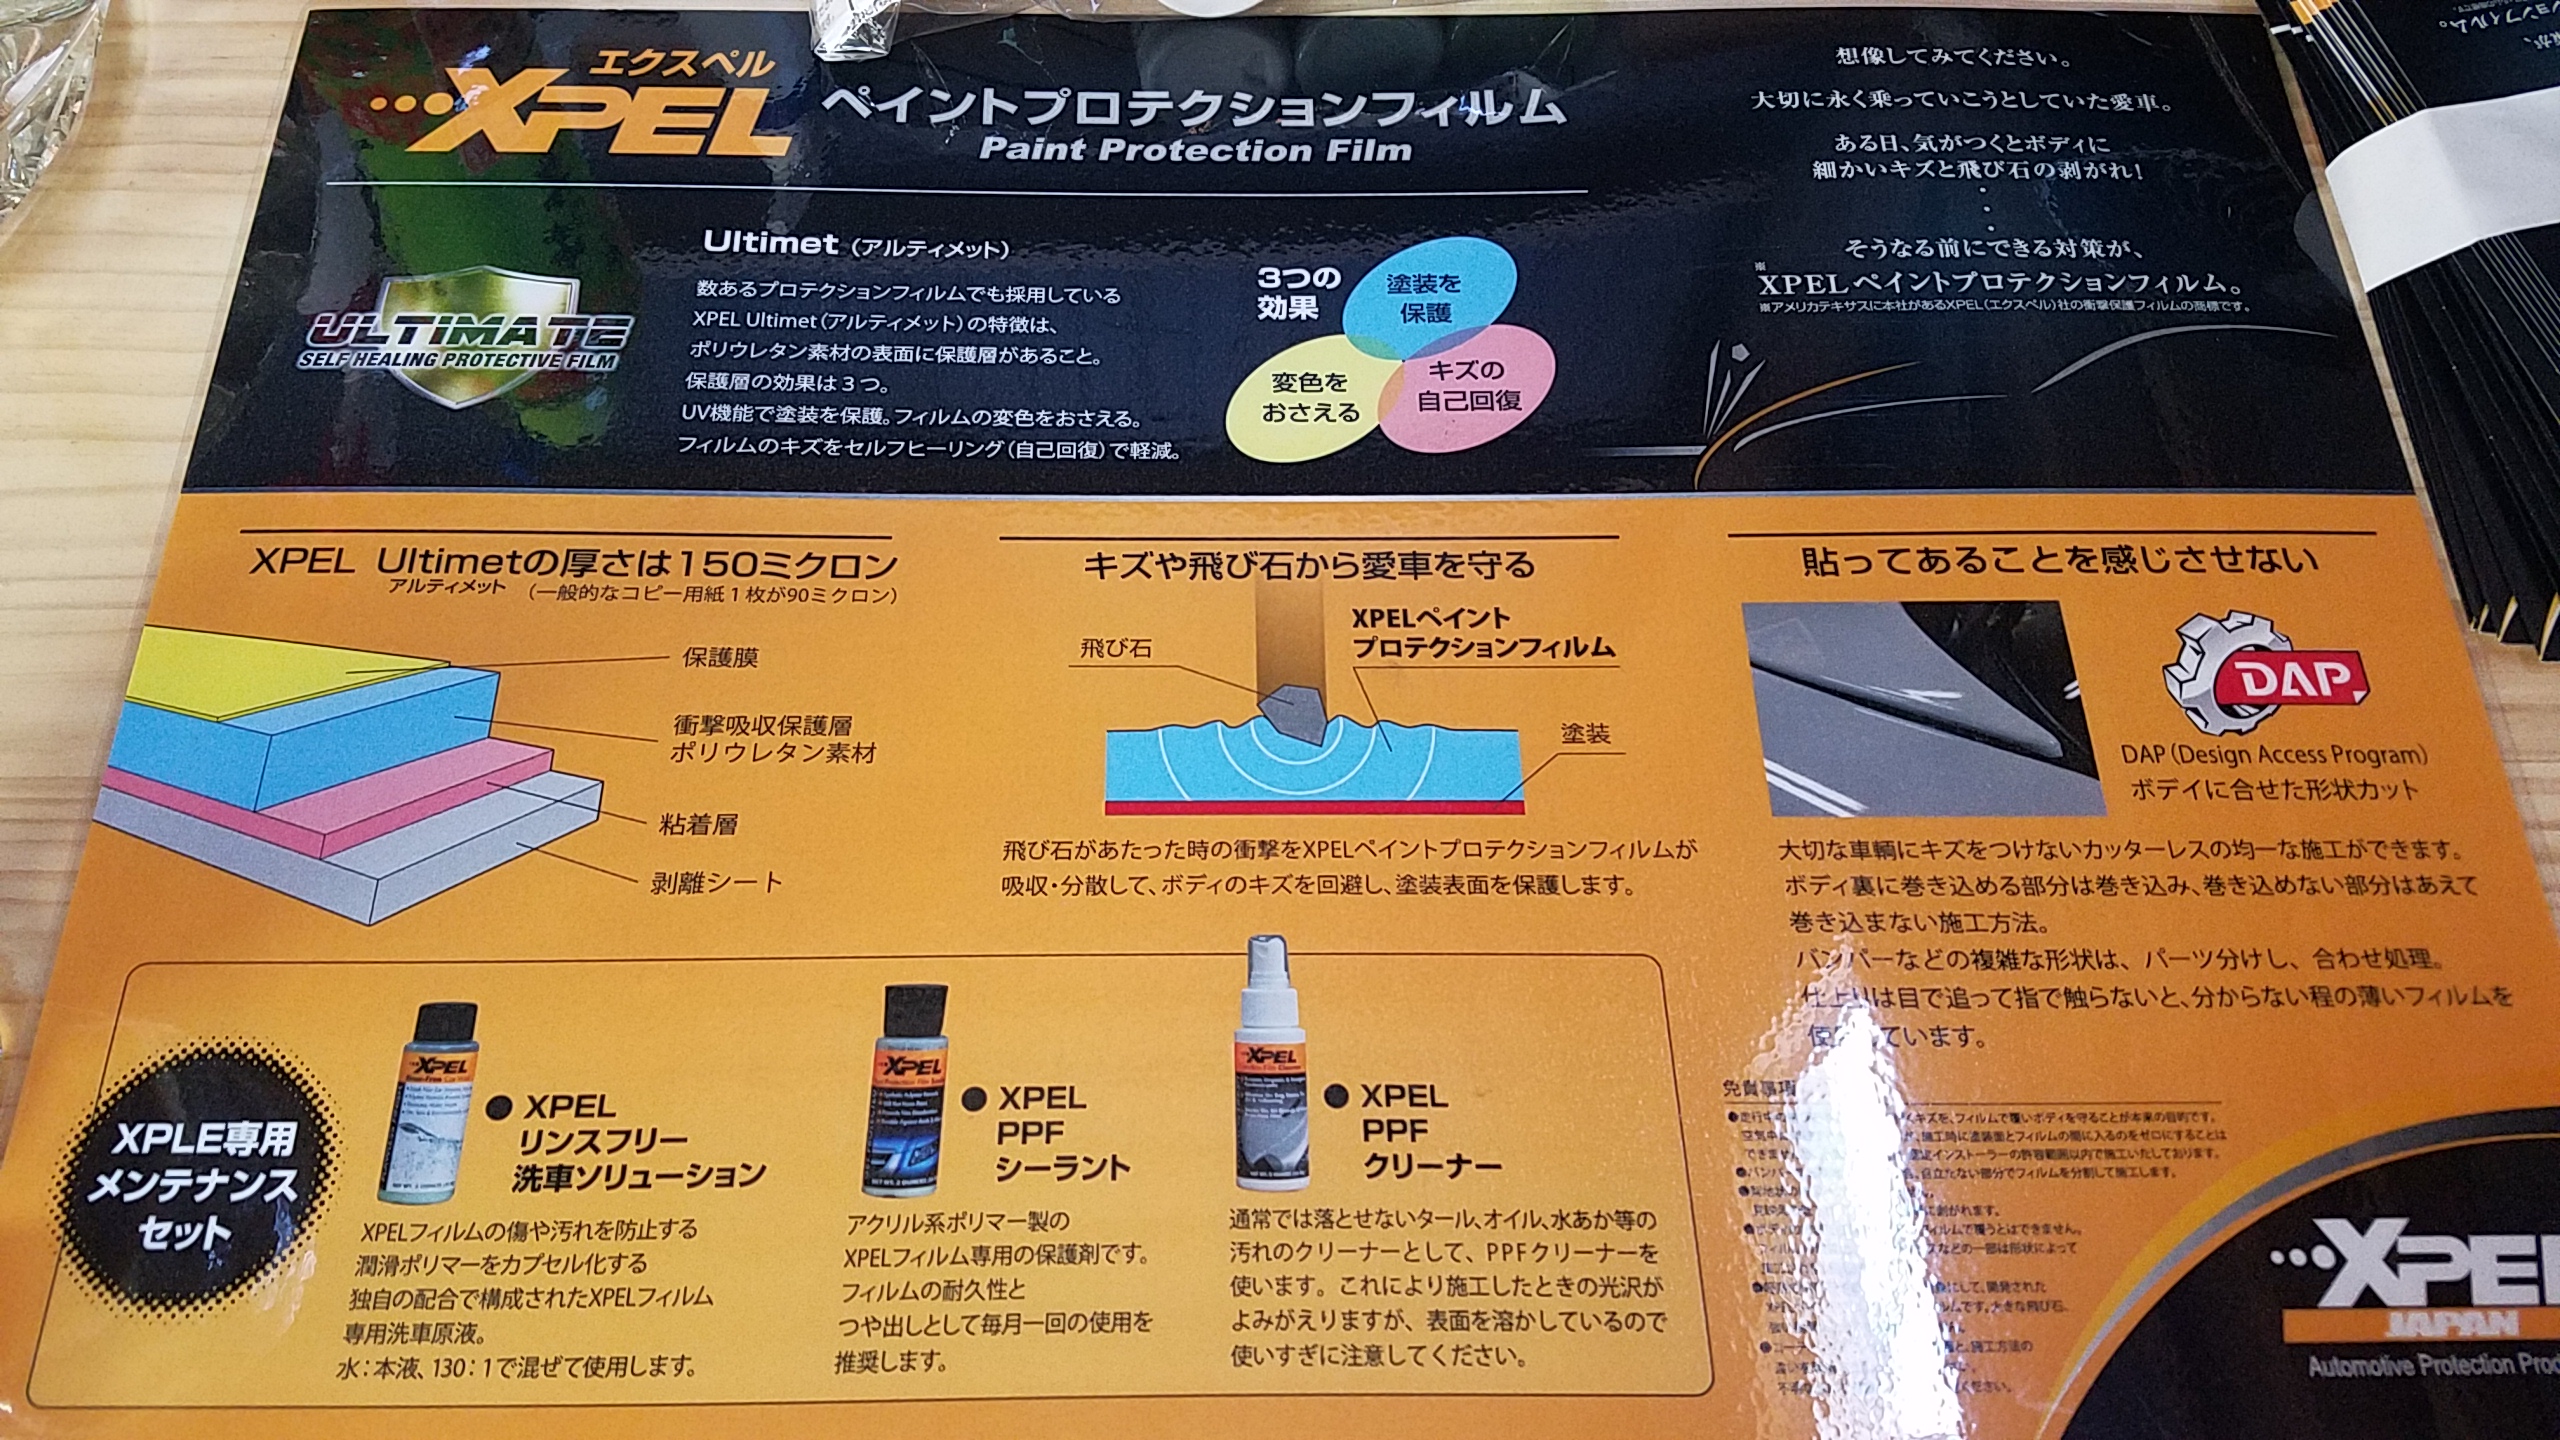 エクスペル
XPEL
ペイントプロテクションフィルム
Paint Protection Film
ULTIMATE
SELF HEALING PROTECTIVE FILM
Ultimet (アルティメット)
数あるプロテクションフィルムでも採用している
XPEL Ultimet(アルティメット)の特徴は、
ポリウレタン素材の表面に保護層があること。
保護層の効果は3つ。
UV機能で塗装を保護。フィルムの変色をおさえる。
フィルムのキズをセルフヒーリング(自己回復)で軽減。
3つの
効果
塗装を
保護
変色を
おさえる
キズの
自己回復
想像してみてください。
大切に永く乗っていこうとしていた愛車。
ある日、気がつくとボディに
細かいキズと飛び石の剥がれ!
そうなる前にできる対策が、
※XPELペイントプロテクションフィルム。
※アメリカテキサスに本社があるXPEL(エクスペル)社の衝撃保護フィルムの商標です。
XPEL Ultimetの厚さは150ミクロン
アルティメット (一般的なコピー用紙1枚が90ミクロン)
保護膜
衝撃吸収保護層
ポリウレタン素材
粘着層
剥離シート
キズや飛び石から愛車を守る
飛び石
XPELペイント
プロテクションフィルム
塗装
飛び石があたった時の衝撃をXPELペイントプロテクションフィルムが
吸収・分散して、ボディのキズを回避し、塗装表面を保護します。
貼ってあることを感じさせない
DAP
DAP(Design Access Program)
ボディに合せた形状カット
大切な車輌にキズをつけないカッターレスの均一な施工ができます。
ボディ裏に巻き込める部分は巻き込み、巻き込めない部分はあえて
巻き込まない施工方法。
バンパーなどの複雑な形状は、パーツ分けし、合わせ処理。
仕上りは目で追って指で触らないと、分からない程の薄いフィルムを
使っています。
XPLE専用
メンテナンス
セット
●XPEL
リンスフリー
洗車ソリューション
XPELフィルムの傷や汚れを防止する
潤滑ポリマーをカプセル化する
独自の配合で構成されたXPELフィルム
専用洗車原液。
水:本液、130:1で混ぜて使用します。
●XPEL
PPF
シーラント
アクリル系ポリマー製の
XPELフィルム専用の保護剤です。
フィルムの耐久性と
つや出しとして毎月一回の使用を
推奨します。
●XPEL
PPF
クリーナー
通常では落とせないタール、オイル、水あか等の
汚れのクリーナーとして、PPFクリーナーを
使います。これにより施工したときの光沢が
よみがえりますが、表面を溶かしているので
使いすぎに注意してください。
免責事項
XPEL
JAPAN
Automotive Protection